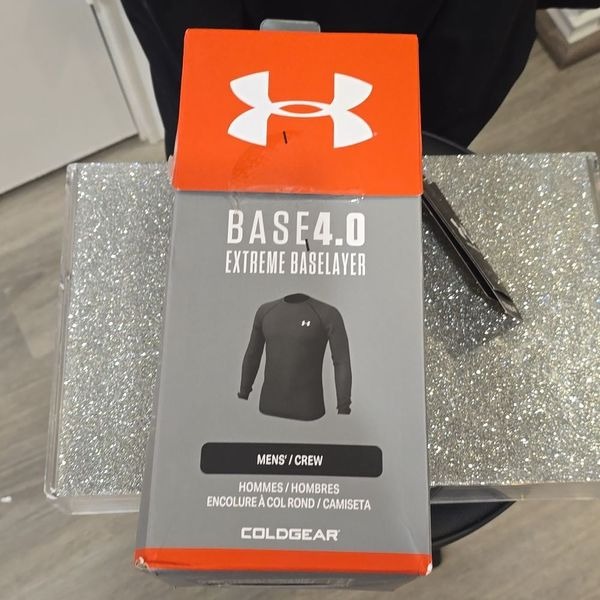 BASE4.0
EXTREME BASELAYER
MENS' / CREW
HOMMES / HOMBRES
ENCOLURE À COL ROND / CAMISETA
COLDGEAR